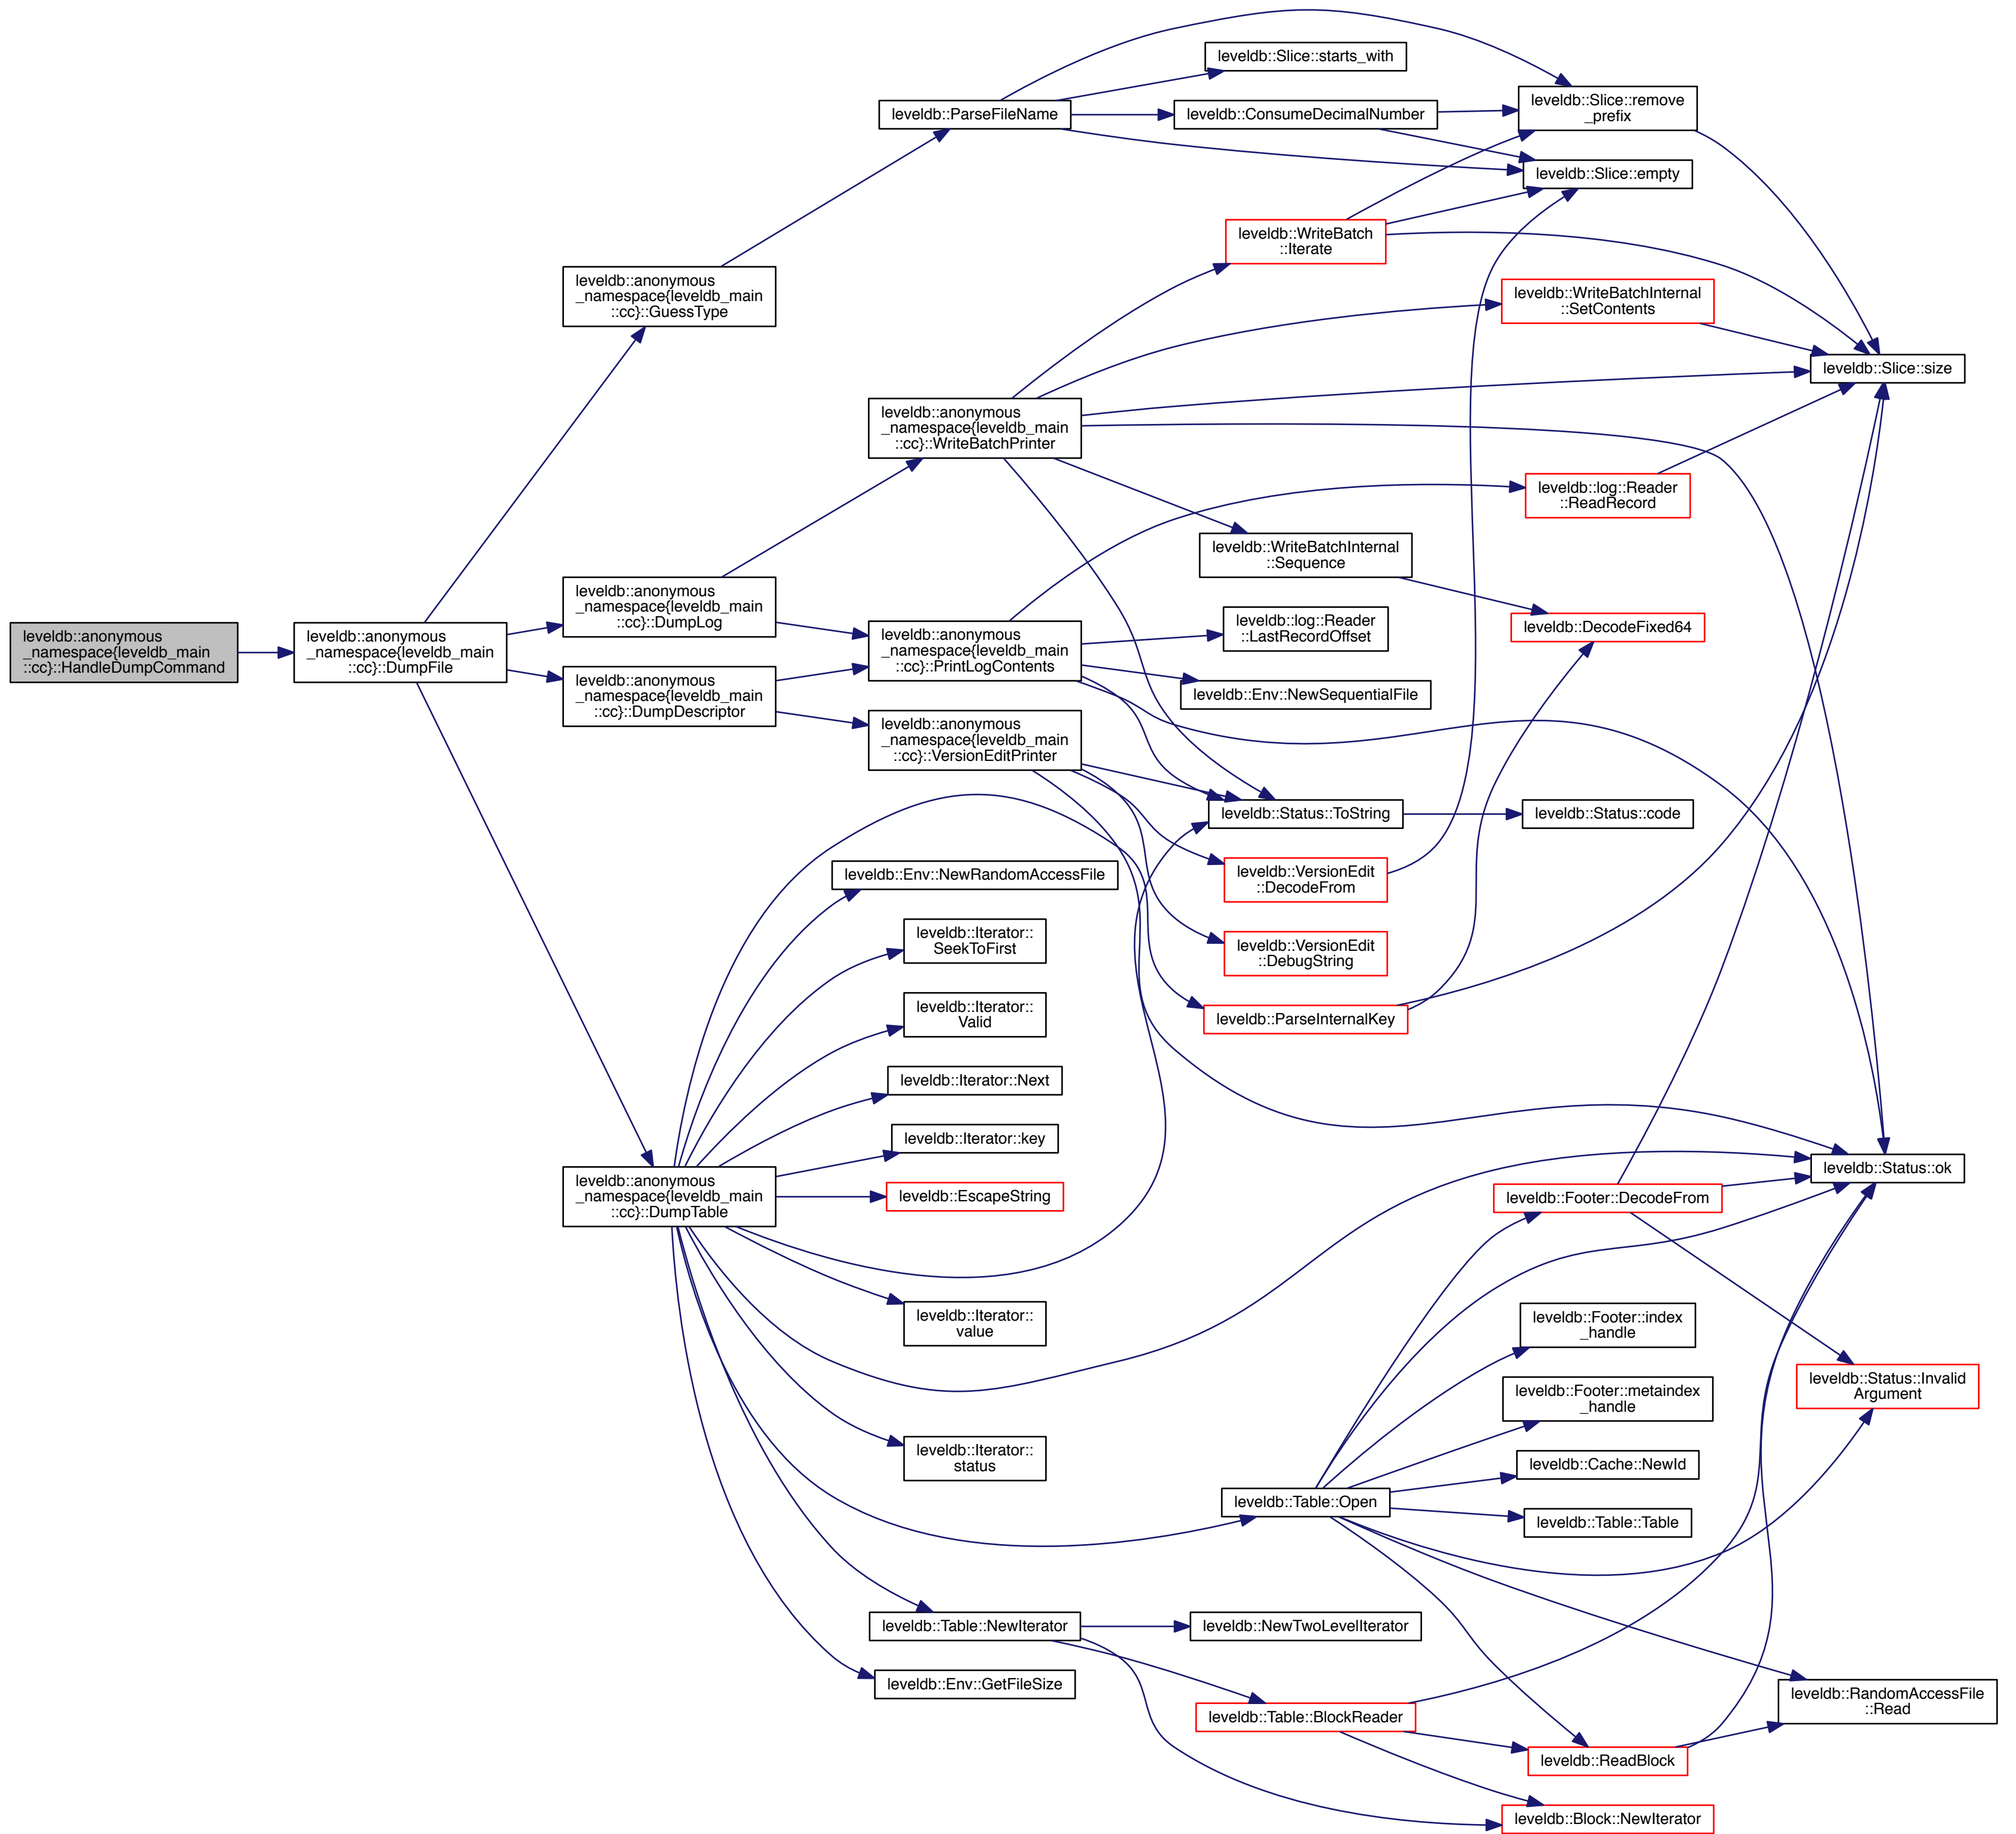 leveldb::anonymous
_namespace{leveldb_main
::cc}::HandleDumpCommand
leveldb::anonymous
_namespace{leveldb_main
::cc}::DumpFile
leveldb::anonymous
_namespace{leveldb_main
::cc}::GuessType
leveldb::anonymous
_namespace{leveldb_main
::cc}::DumpLog
leveldb::anonymous
_namespace{leveldb_main
::cc}::DumpDescriptor
leveldb::anonymous
_namespace{leveldb_main
::cc}::DumpTable
leveldb::ParseFileName
leveldb::anonymous
_namespace{leveldb_main
::cc}::WriteBatchPrinter
leveldb::anonymous
_namespace{leveldb_main
::cc}::PrintLogContents
leveldb::anonymous
_namespace{leveldb_main
::cc}::VersionEditPrinter
leveldb::Env::NewRandomAccessFile
leveldb::Iterator::
SeekToFirst
leveldb::Iterator::
Valid
leveldb::Iterator::Next
leveldb::Iterator::key
leveldb::EscapeString
leveldb::Iterator::
value
leveldb::Iterator::
status
leveldb::Table::NewIterator
leveldb::Env::GetFileSize
leveldb::Slice::starts_with
leveldb::ConsumeDecimalNumber
leveldb::WriteBatch
::Iterate
leveldb::WriteBatchInternal
::Sequence
leveldb::log::Reader
::LastRecordOffset
leveldb::Env::NewSequentialFile
leveldb::Status::ToString
leveldb::VersionEdit
::DecodeFrom
leveldb::VersionEdit
::DebugString
leveldb::ParseInternalKey
leveldb::Table::Open
leveldb::NewTwoLevelIterator
leveldb::Table::BlockReader
leveldb::Slice::remove
_prefix
leveldb::Slice::empty
leveldb::WriteBatchInternal
::SetContents
leveldb::log::Reader
::ReadRecord
leveldb::DecodeFixed64
leveldb::Status::code
leveldb::Footer::DecodeFrom
leveldb::Footer::index
_handle
leveldb::Footer::metaindex
_handle
leveldb::Cache::NewId
leveldb::Table::Table
leveldb::ReadBlock
leveldb::Block::NewIterator
leveldb::Slice::size
leveldb::Status::ok
leveldb::Status::Invalid
Argument
leveldb::RandomAccessFile
::Read